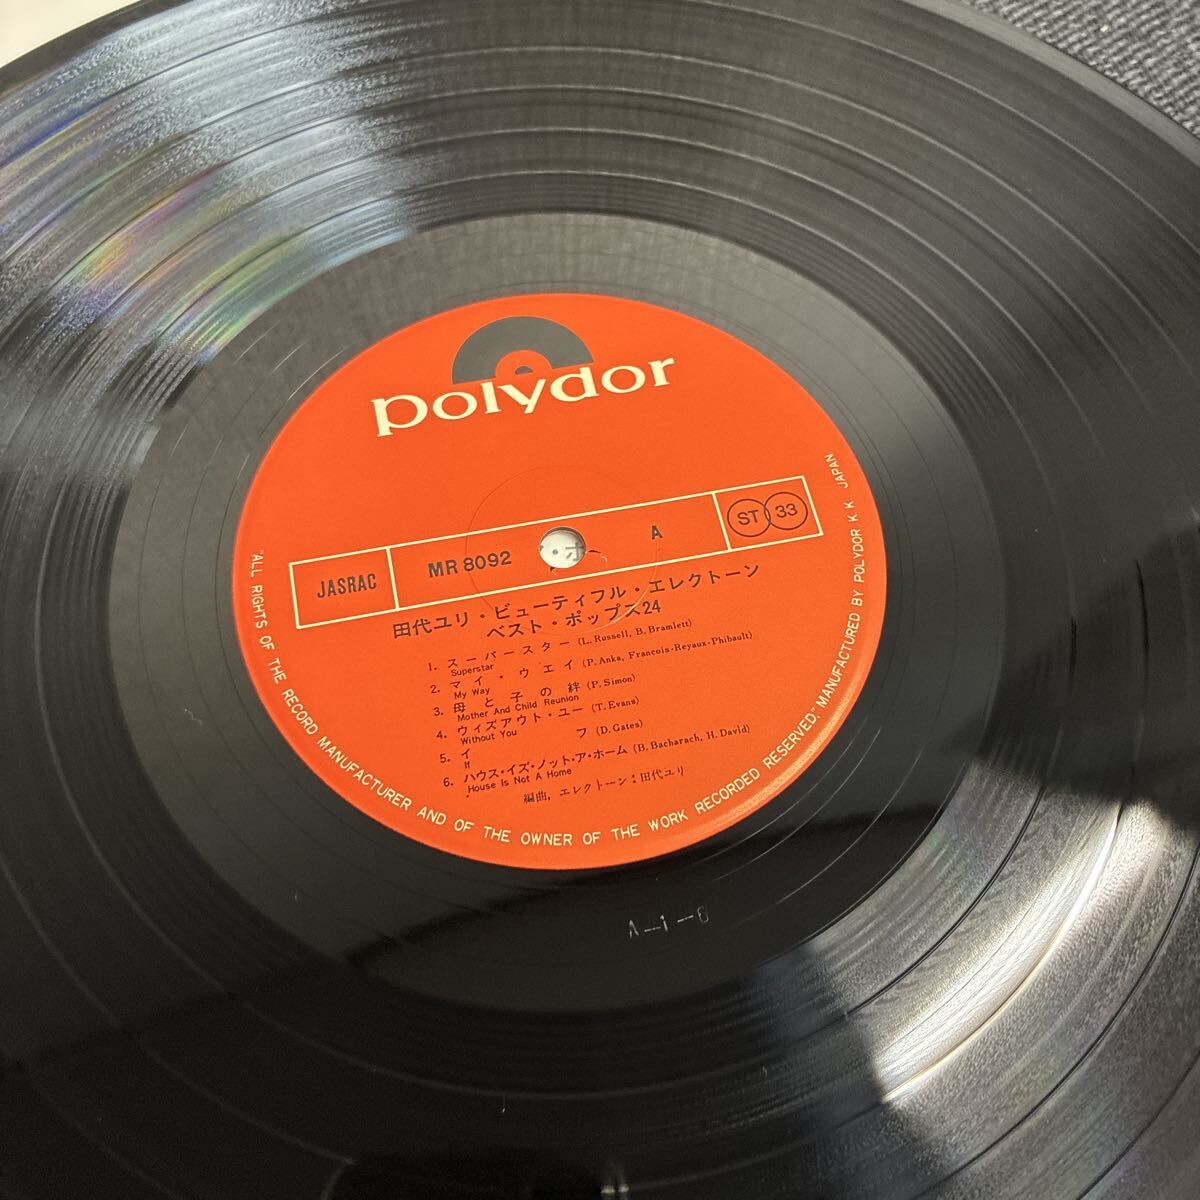 polydor
JASRAC MR 8092 A ST 33
田代ユリ・ビューティフル・エレクトーン
ベスト・ポップス24
1. スーパースター (L. Russell, B. Bramlett)
Superstar
2. マイ・ウエイ (P. Anka, Francois-Reyaux-Phibault)
My Way
3. 母と子の絆 (P. Simon)
Mother And Child Reunion
4. ウィズアウト・ユー (T. Evans)
Without You
5. イフ (D. Gates)
If
6. ハウス・イズ・ノット・ア・ホーム (B. Bacharach, H. David)
House Is Not A Home
編曲, エレクトーン:田代ユリ
"ALL RIGHTS OF THE RECORD MANUFACTURER AND OF THE OWNER OF THE WORK RECORDED RESERVED." MANUFACTURED BY POLYDOR K.K., JAPAN
A-1-6